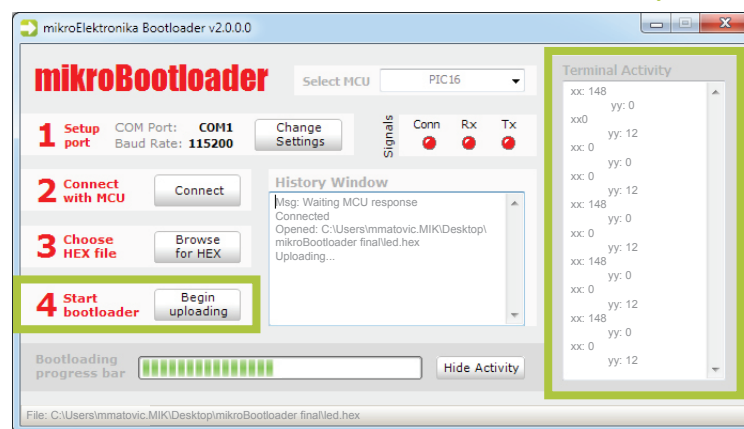 mikroElektronika Bootloader v2.0.0.0
mikroBootloader
Select MCU
PIC16
1 Setup port
COM Port: COM1
Baud Rate: 115200
Change Settings
Signals
Conn Rx Tx
2 Connect with MCU
Connect
3 Choose HEX file
Browse for HEX
4 Start bootloader
Begin uploading
History Window
Msg: Waiting MCU response
Connected
Opened: C:\Users\mmatovic.MIK\Desktop\
mikroBootloader final\led.hex
Uploading...
Bootloading progress bar
Hide Activity
Terminal Activity
xx: 148
yy: 0
xx0
yy: 12
xx: 0
yy: 0
xx: 0
yy: 12
xx: 148
yy: 0
xx: 0
yy: 12
xx: 148
yy: 0
xx: 0
yy: 12
xx: 148
yy: 0
xx: 0
yy: 12
File: C:\Users\mmatovic.MIK\Desktop\mikroBootloader final\led.hex